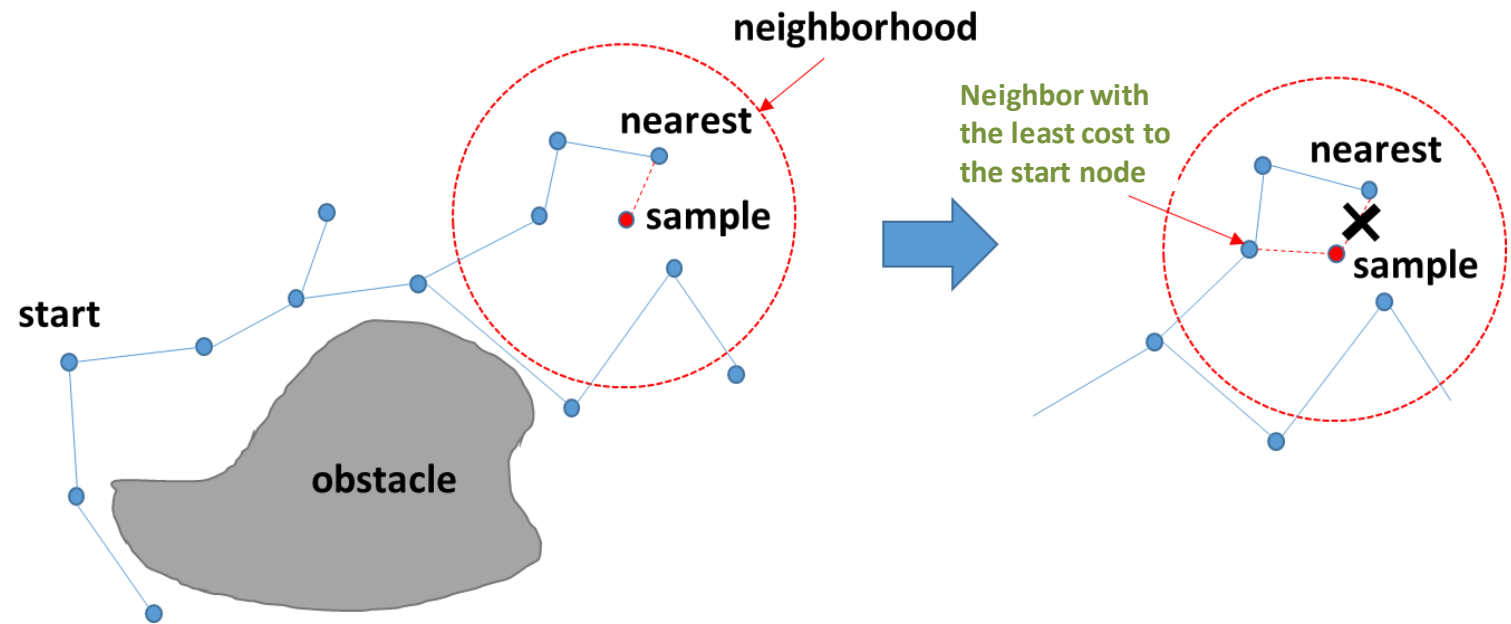 neighborhood
nearest
sample
start
obstacle
Neighbor with
the least cost to
the start node
nearest
sample